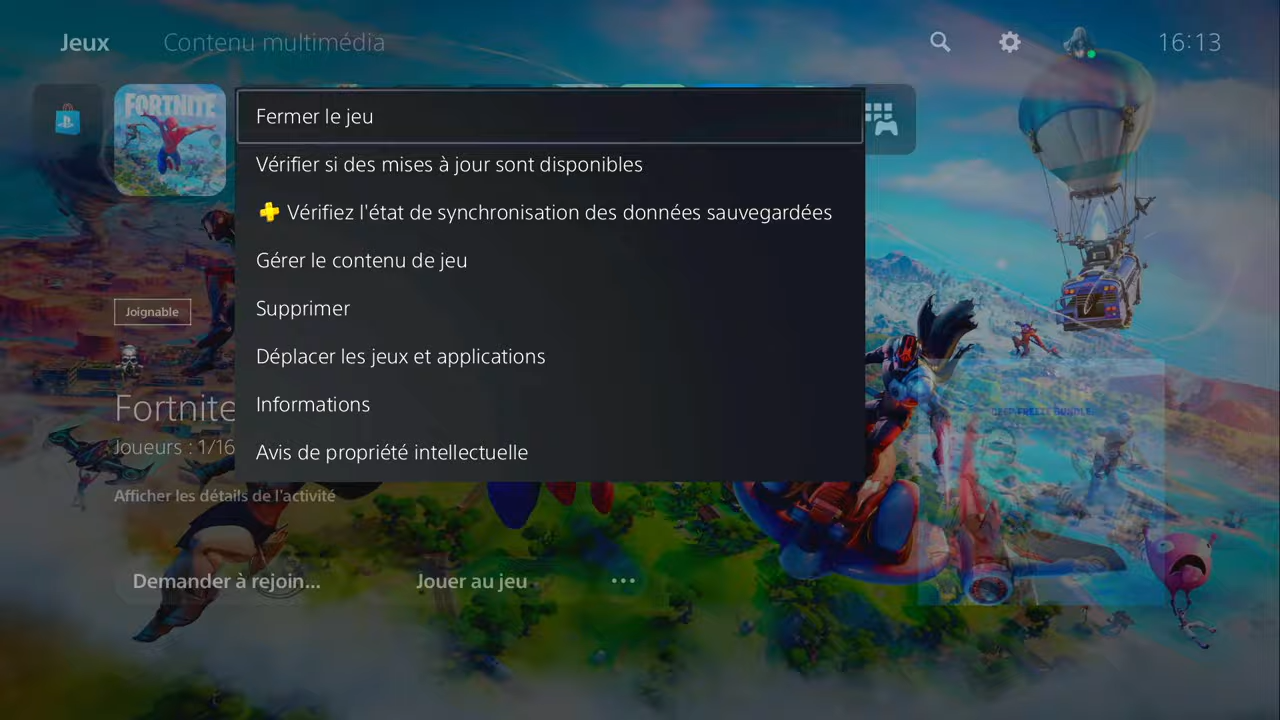 Jeux
Contenu multimédia
16:13
FORTNITE
Fermer le jeu
Vérifier si des mises à jour sont disponibles
Vérifiez l'état de synchronisation des données sauvegardées
Gérer le contenu de jeu
Supprimer
Déplacer les jeux et applications
Informations
Avis de propriété intellectuelle
Joignable
Fortnite
Joueurs : 1/16
Afficher les détails de l'activité
DEEP FREEZE BUNDLE
Demander à rejoin...
Jouer au jeu